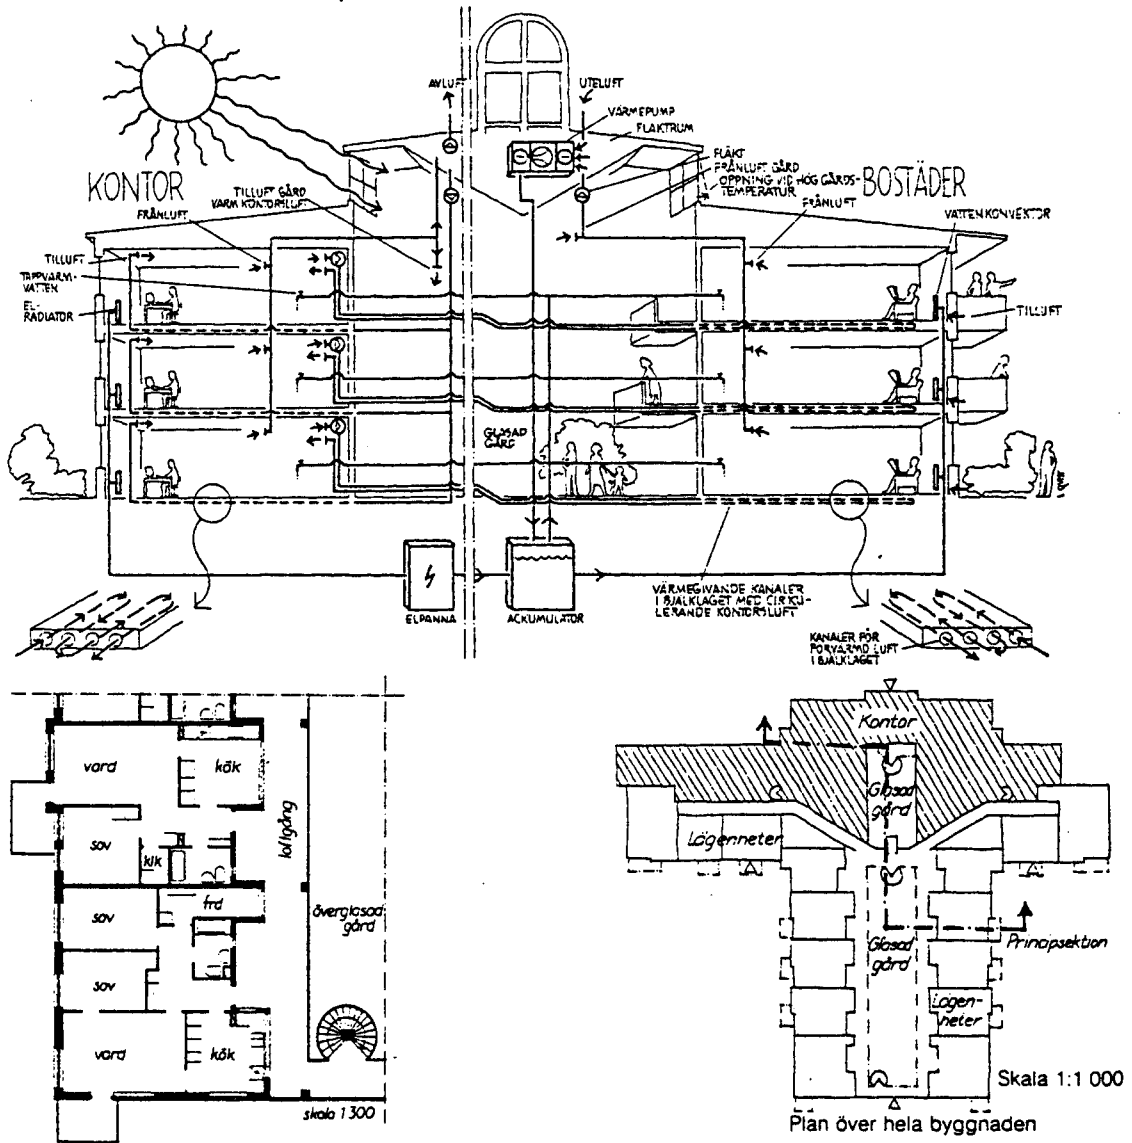 AVLUFT
UTELUFT
VÄRMEPUMP
FLÄKTRUM
FLÄKT
FRÅNLUFT GÅRD
ÖPPNING VID HÖG GÅRDS-
TEMPERATUR
KONTOR
BOSTÄDER
TILLUFT GÅRD
VARM KONTORSLUFT
FRÅNLUFT
FRÅNLUFT
VATTENKONVEKTOR
TILLUFT
TAPPVARM-
VATTEN
EL-
RADIATOR
TILLUFT
GLASAD
GÅRD
ELPANNA
ACKUMULATOR
VÄRMEGIVANDE KANALER
I BJÄLKLAGET MED CIRKU-
LERANDE KONTORSLUFT
KANALER FÖR
FÖRVÄRMD LUFT
I BJÄLKLAGET
vard
kök
sov
klk
loftgång
sov
frd
överglasad
gård
sov
vard
kök
skala 1300
Kontor
Glasad
gård
Lägenheter
Glasad
gård
Principsektion
Lägen-
heter
Skala 1:1 000
Plan över hela byggnaden